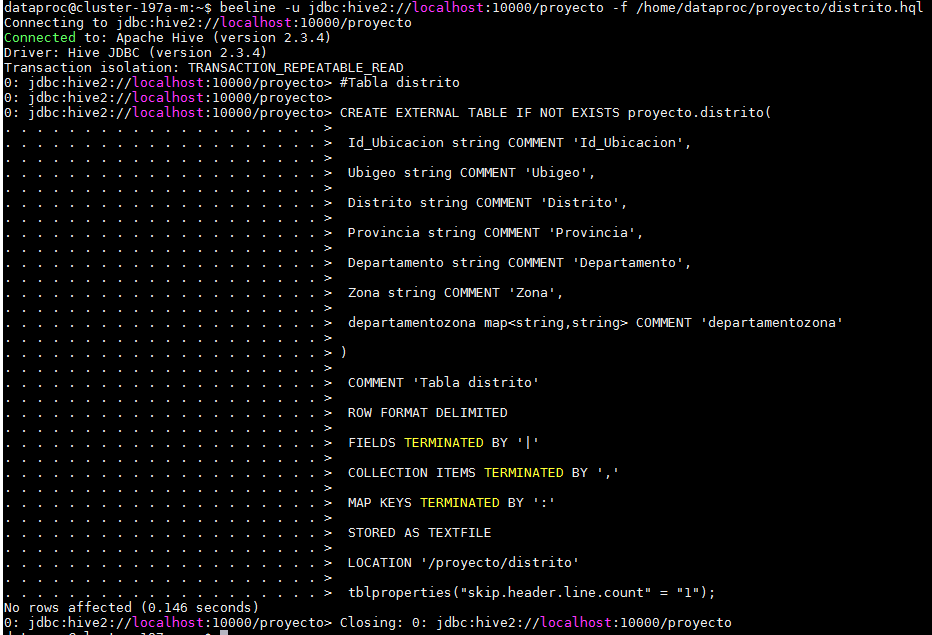 dataproc@cluster-197a-m:~$ beeline -u jdbc:hive2://localhost:10000/proyecto -f /home/dataproc/proyecto/distrito.hql
Connecting to jdbc:hive2://localhost:10000/proyecto
Connected to: Apache Hive (version 2.3.4)
Driver: Hive JDBC (version 2.3.4)
Transaction isolation: TRANSACTION_REPEATABLE_READ
0: jdbc:hive2://localhost:10000/proyecto> #Tabla distrito
0: jdbc:hive2://localhost:10000/proyecto>
0: jdbc:hive2://localhost:10000/proyecto> CREATE EXTERNAL TABLE IF NOT EXISTS proyecto.distrito(
. . . . . . . . . . . . . . . . . . . . >
. . . . . . . . . . . . . . . . . . . . >  Id_Ubicacion string COMMENT 'Id_Ubicacion',
. . . . . . . . . . . . . . . . . . . . >
. . . . . . . . . . . . . . . . . . . . >  Ubigeo string COMMENT 'Ubigeo',
. . . . . . . . . . . . . . . . . . . . >
. . . . . . . . . . . . . . . . . . . . >  Distrito string COMMENT 'Distrito',
. . . . . . . . . . . . . . . . . . . . >
. . . . . . . . . . . . . . . . . . . . >  Provincia string COMMENT 'Provincia',
. . . . . . . . . . . . . . . . . . . . >
. . . . . . . . . . . . . . . . . . . . >  Departamento string COMMENT 'Departamento',
. . . . . . . . . . . . . . . . . . . . >
. . . . . . . . . . . . . . . . . . . . >  Zona string COMMENT 'Zona',
. . . . . . . . . . . . . . . . . . . . >
. . . . . . . . . . . . . . . . . . . . >  departamentozona map<string,string> COMMENT 'departamentozona'
. . . . . . . . . . . . . . . . . . . . >
. . . . . . . . . . . . . . . . . . . . > )
. . . . . . . . . . . . . . . . . . . . >
. . . . . . . . . . . . . . . . . . . . >  COMMENT 'Tabla distrito'
. . . . . . . . . . . . . . . . . . . . >
. . . . . . . . . . . . . . . . . . . . >  ROW FORMAT DELIMITED
. . . . . . . . . . . . . . . . . . . . >
. . . . . . . . . . . . . . . . . . . . >  FIELDS TERMINATED BY '|'
. . . . . . . . . . . . . . . . . . . . >
. . . . . . . . . . . . . . . . . . . . >  COLLECTION ITEMS TERMINATED BY ','
. . . . . . . . . . . . . . . . . . . . >
. . . . . . . . . . . . . . . . . . . . >  MAP KEYS TERMINATED BY ':'
. . . . . . . . . . . . . . . . . . . . >
. . . . . . . . . . . . . . . . . . . . >  STORED AS TEXTFILE
. . . . . . . . . . . . . . . . . . . . >
. . . . . . . . . . . . . . . . . . . . >  LOCATION '/proyecto/distrito'
. . . . . . . . . . . . . . . . . . . . >
. . . . . . . . . . . . . . . . . . . . >  tblproperties("skip.header.line.count" = "1");
No rows affected (0.146 seconds)
0: jdbc:hive2://localhost:10000/proyecto> Closing: 0: jdbc:hive2://localhost:10000/proyecto